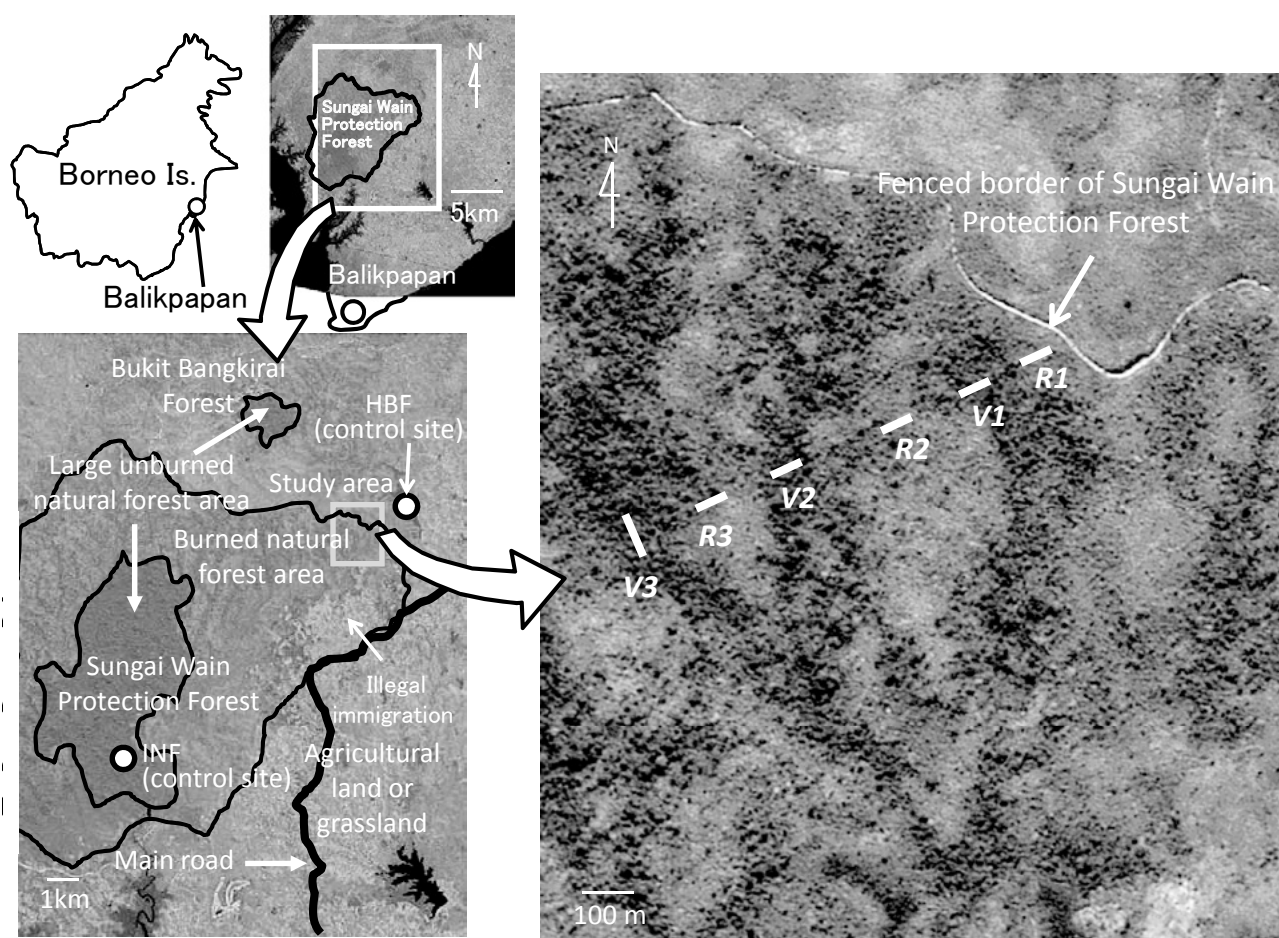 Borneo Is.
Balikpapan
N
Sungai Wain
Protection
Forest
5km
Balikpapan
Bukit Bangkirai
Forest
HBF
(control site)
Large unburned
natural forest area
Study area
Burned natural
forest area
Sungai Wain
Protection Forest
Illegal
immigration
INF
(control site)
Agricultural
land or
grassland
Main road
1km
N
Fenced border of Sungai Wain
Protection Forest
R1
V1
R2
V2
R3
V3
100 m